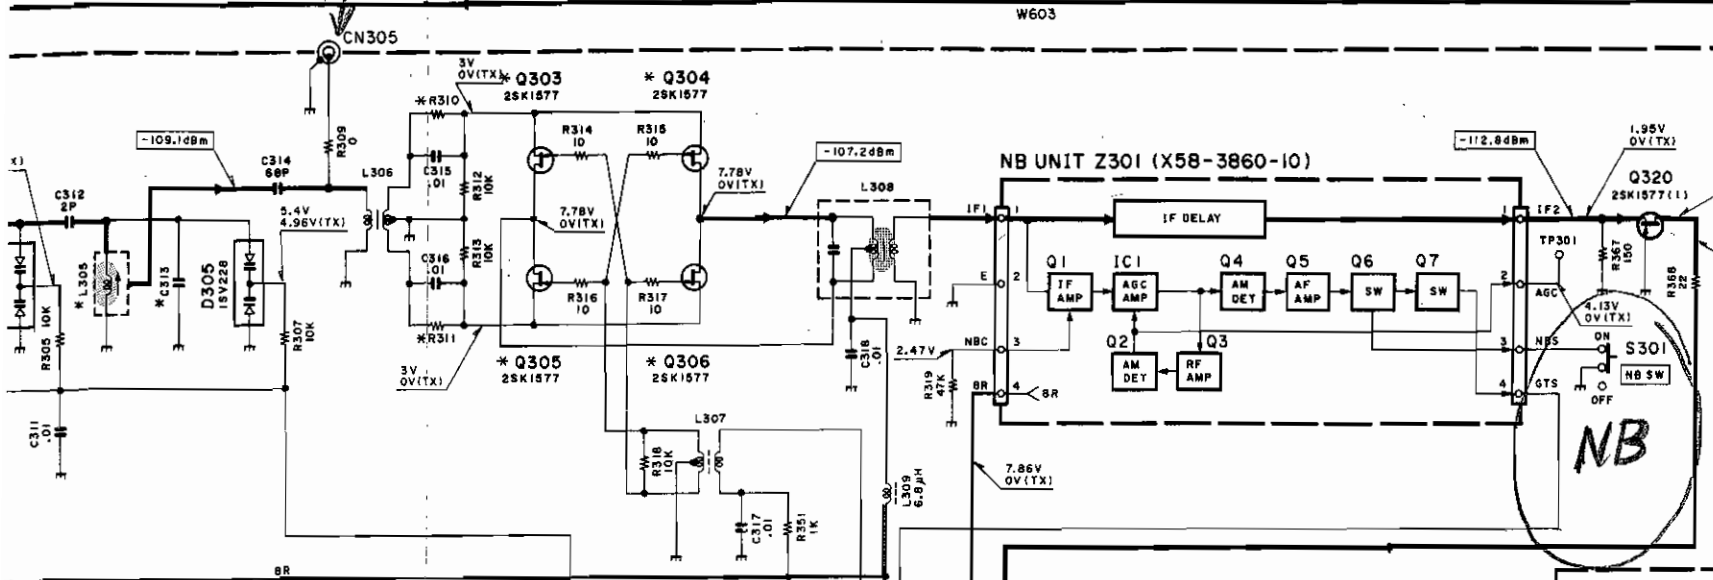 W603
CN305
3V
0V(TX)
* Q303
2SK1577
* Q304
2SK1577
*R310
R309
0
-109.1dBm
C314
68P
L306
C315
.01
R312
10K
R314
10
R315
10
7.78V
0V(TX)
-107.2dBm
L308
NB UNIT Z301 (X58-3860-10)
-112.8dBm
1.95V
0V(TX)
Q320
2SK1577(1)
X)
C312
2P
5.4V
4.96V(TX)
7.78V
0V(TX)
IF1
1
IF DELAY
1
IF2
TP301
R367
150
R368
22
* L305
* C313
D305
1SV228
C316
.01
R313
10K
R316
10
R317
10
E
2
Q1
IF
AMP
IC1
AGC
AMP
Q4
AM
DET
Q5
AF
AMP
Q6
SW
Q7
SW
2
AGC
4.13V
0V(TX)
R305 10K
R307
10K
*R311
* Q305
2SK1577
* Q306
2SK1577
3V
0V(TX)
C318
.01
2.47V
NBC
3
R319
47K
Q2
AM
DET
Q3
RF
AMP
3
NBS
ON
S301
NB SW
OFF
8R
4
8R
4
GTS
C311
.01
L307
R318
10K
C317
.01
R351
1K
L309
6.8μH
7.86V
0V(TX)
NB
8R